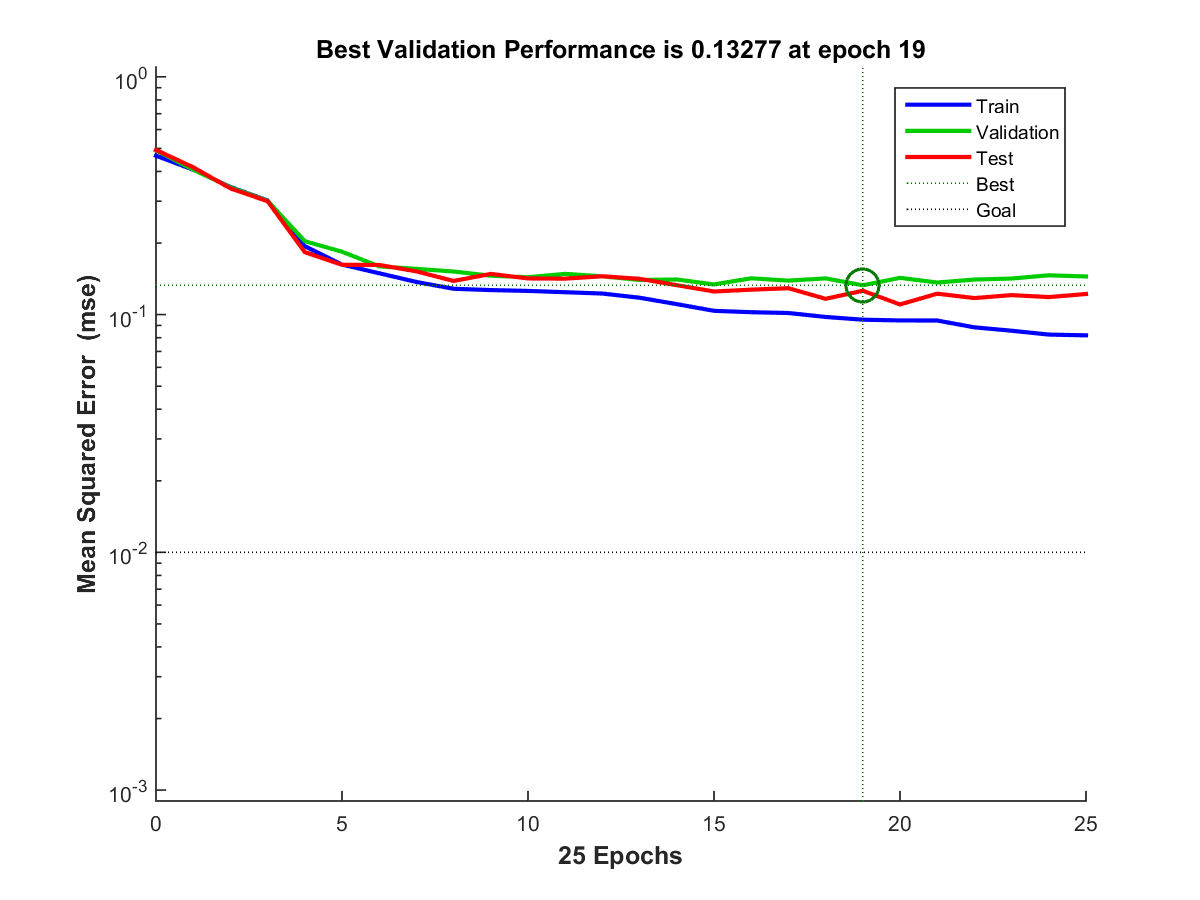 Best Validation Performance is 0.13277 at epoch 19
Train
Validation
Test
Best
Goal
Mean Squared Error (mse)
10^0
10^-1
10^-2
10^-3
0 5 10 15 20 25
25 Epochs